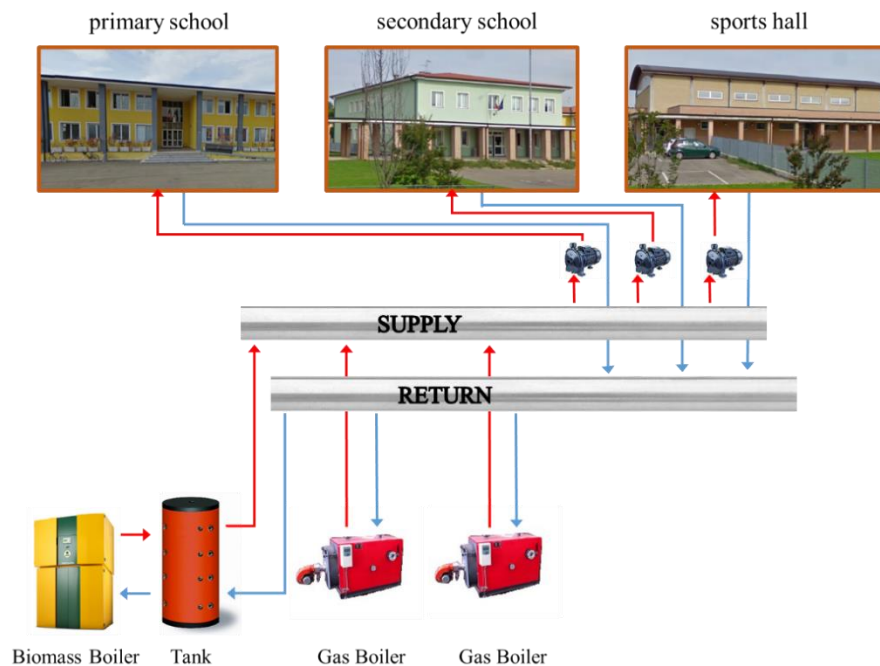 primary school
secondary school
sports hall
SUPPLY
RETURN
Biomass Boiler
Tank
Gas Boiler
Gas Boiler